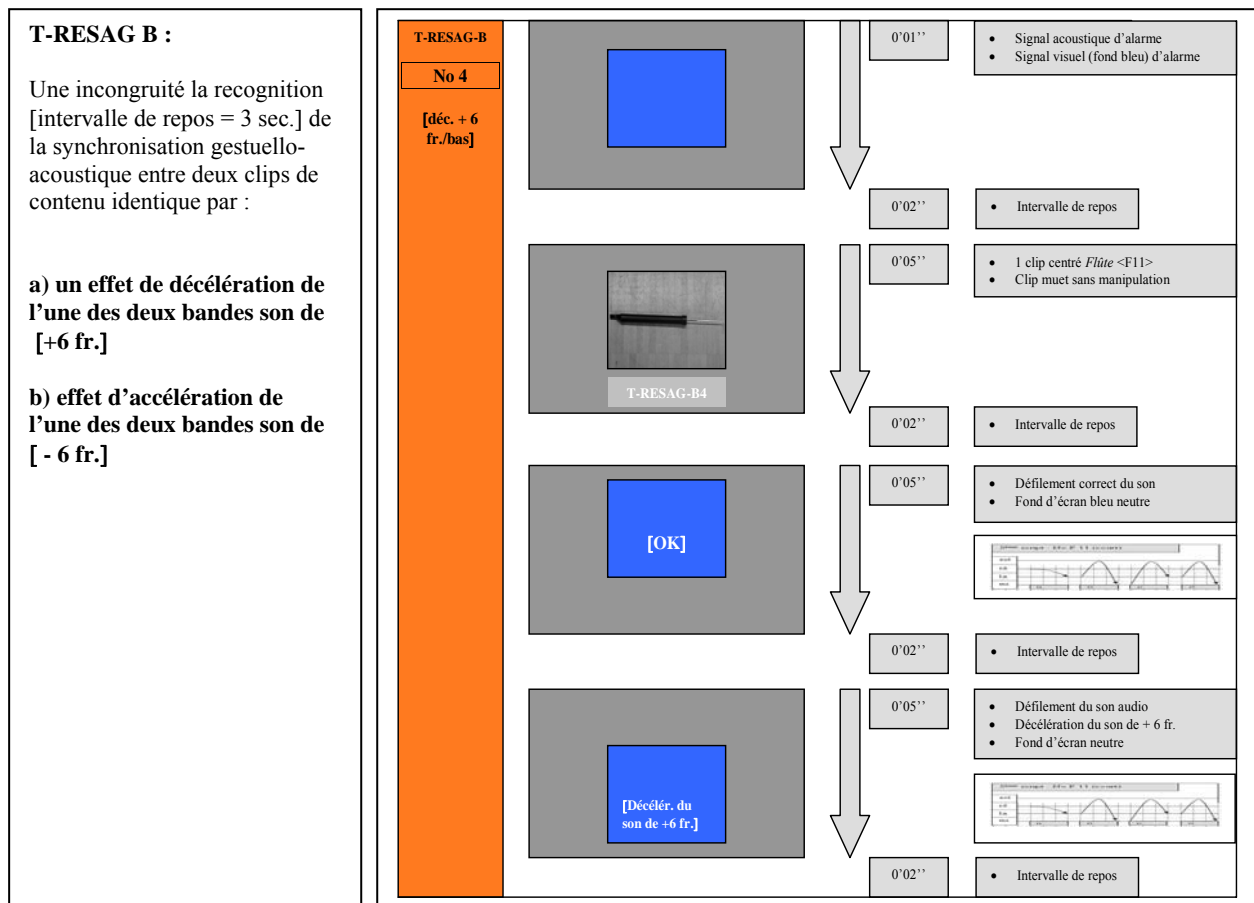 T-RESAG B :
Une incongruité la recognition
[intervalle de repos = 3 sec.] de
la synchronisation gestuello-
acoustique entre deux clips de
contenu identique par :
a) un effet de décélération de
l’une des deux bandes son de
[+6 fr.]
b) effet d’accélération de
l’une des deux bandes son de
[ - 6 fr.]
T-RESAG-B
No 4
[déc. + 6
fr./bas]
0’01’’
• Signal acoustique d’alarme
• Signal visuel (fond bleu) d’alarme
0’02’’
• Intervalle de repos
T-RESAG-B4
0’05’’
• 1 clip centré Flûte <F11>
• Clip muet sans manipulation
0’02’’
• Intervalle de repos
[OK]
0’05’’
• Défilement correct du son
• Fond d’écran bleu neutre
0’02’’
• Intervalle de repos
[Décélér. du
son de +6 fr.]
0’05’’
• Défilement du son audio
• Décélération du son de + 6 fr.
• Fond d’écran neutre
0’02’’
• Intervalle de repos